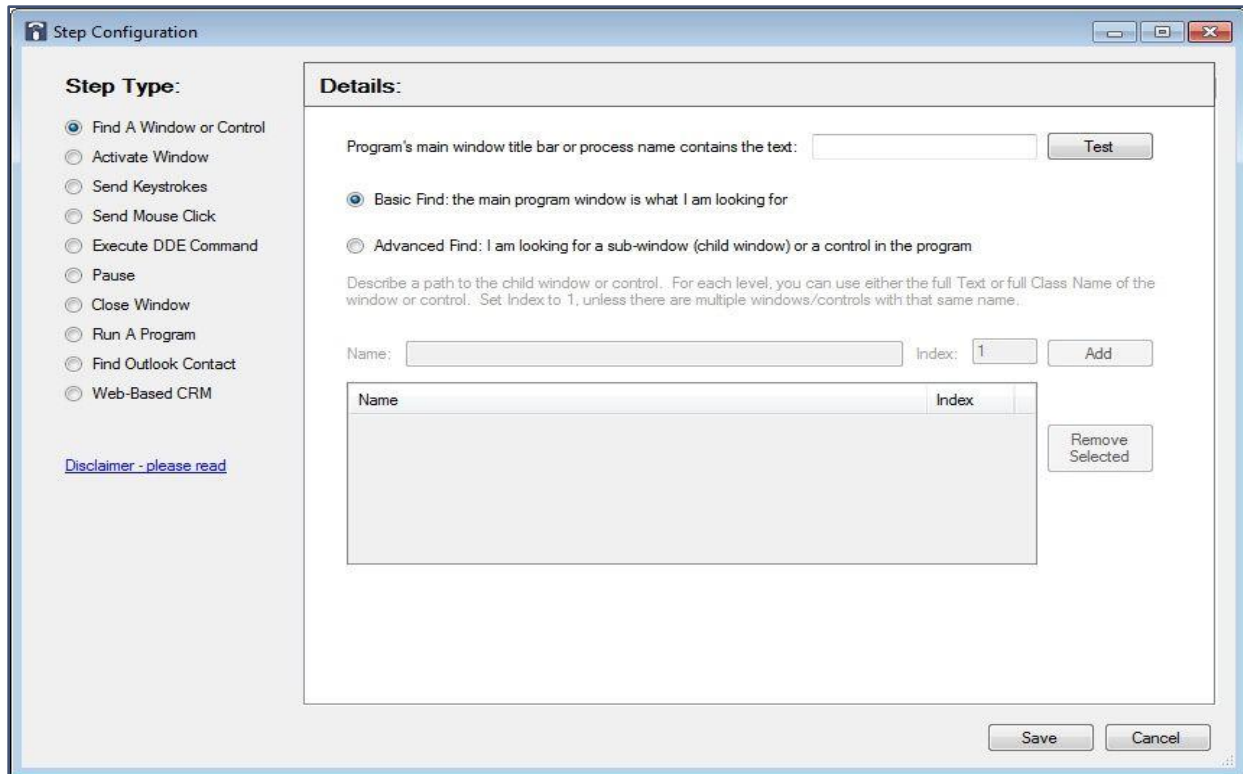 Step Configuration
Step Type:
Find A Window or Control
Activate Window
Send Keystrokes
Send Mouse Click
Execute DDE Command
Pause
Close Window
Run A Program
Find Outlook Contact
Web-Based CRM
Disclaimer - please read
Details:
Program's main window title bar or process name contains the text:
Test
Basic Find: the main program window is what I am looking for
Advanced Find: I am looking for a sub-window (child window) or a control in the program
Describe a path to the child window or control. For each level, you can use either the full Text or full Class Name of the
window or control. Set Index to 1, unless there are multiple windows/controls with that same name.
Name:
Index: 1
Add
Name Index
Remove
Selected
Save
Cancel